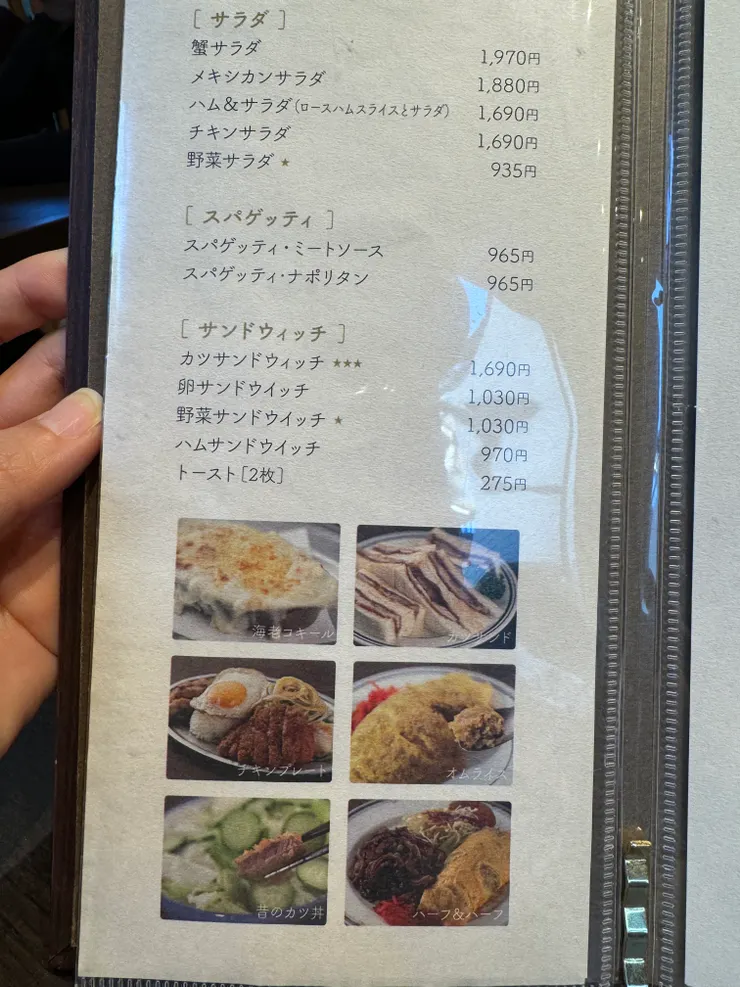 [ サラダ ]
蟹サラダ 1,970円
メキシカンサラダ 1,880円
ハム&サラダ(ロースハムスライスとサラダ) 1,690円
チキンサラダ 1,690円
野菜サラダ ★ 935円
[ スパゲッティ ]
スパゲッティ・ミートソース 965円
スパゲッティ・ナポリタン 965円
[ サンドウィッチ ]
カツサンドウィッチ ★★★ 1,690円
卵サンドウイッチ 1,030円
野菜サンドウイッチ ★ 1,030円
ハムサンドウイッチ 970円
トースト[2枚] 275円
海老コキール
カツサンド
チキンプレート
オムライス
昔のカツ丼
ハーフ&ハーフ